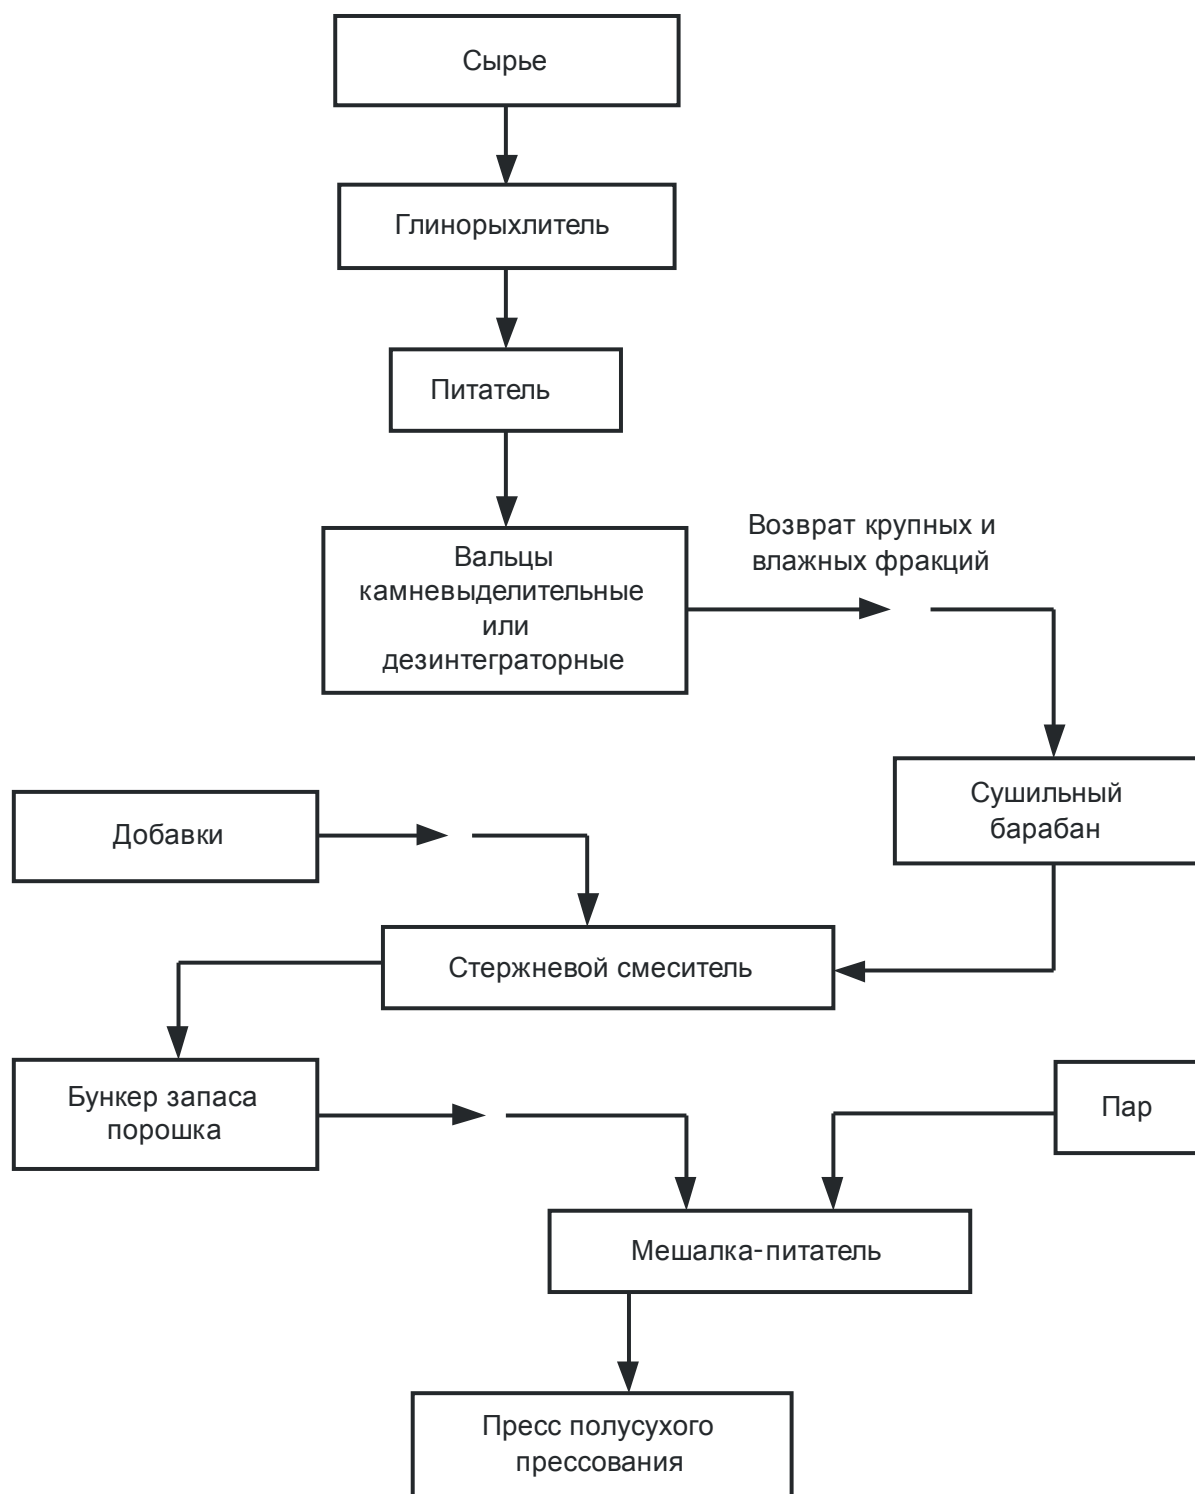 Сырье
Глинорыхлитель
Питатель
Вальцы
камневыделительные
или
дезинтеграторные
Возврат крупных и
влажных фракций
Сушильный
барабан
Добавки
Стержневой смеситель
Бункер запаса
порошка
Пар
Мешалка-питатель
Пресс полусухого
прессования